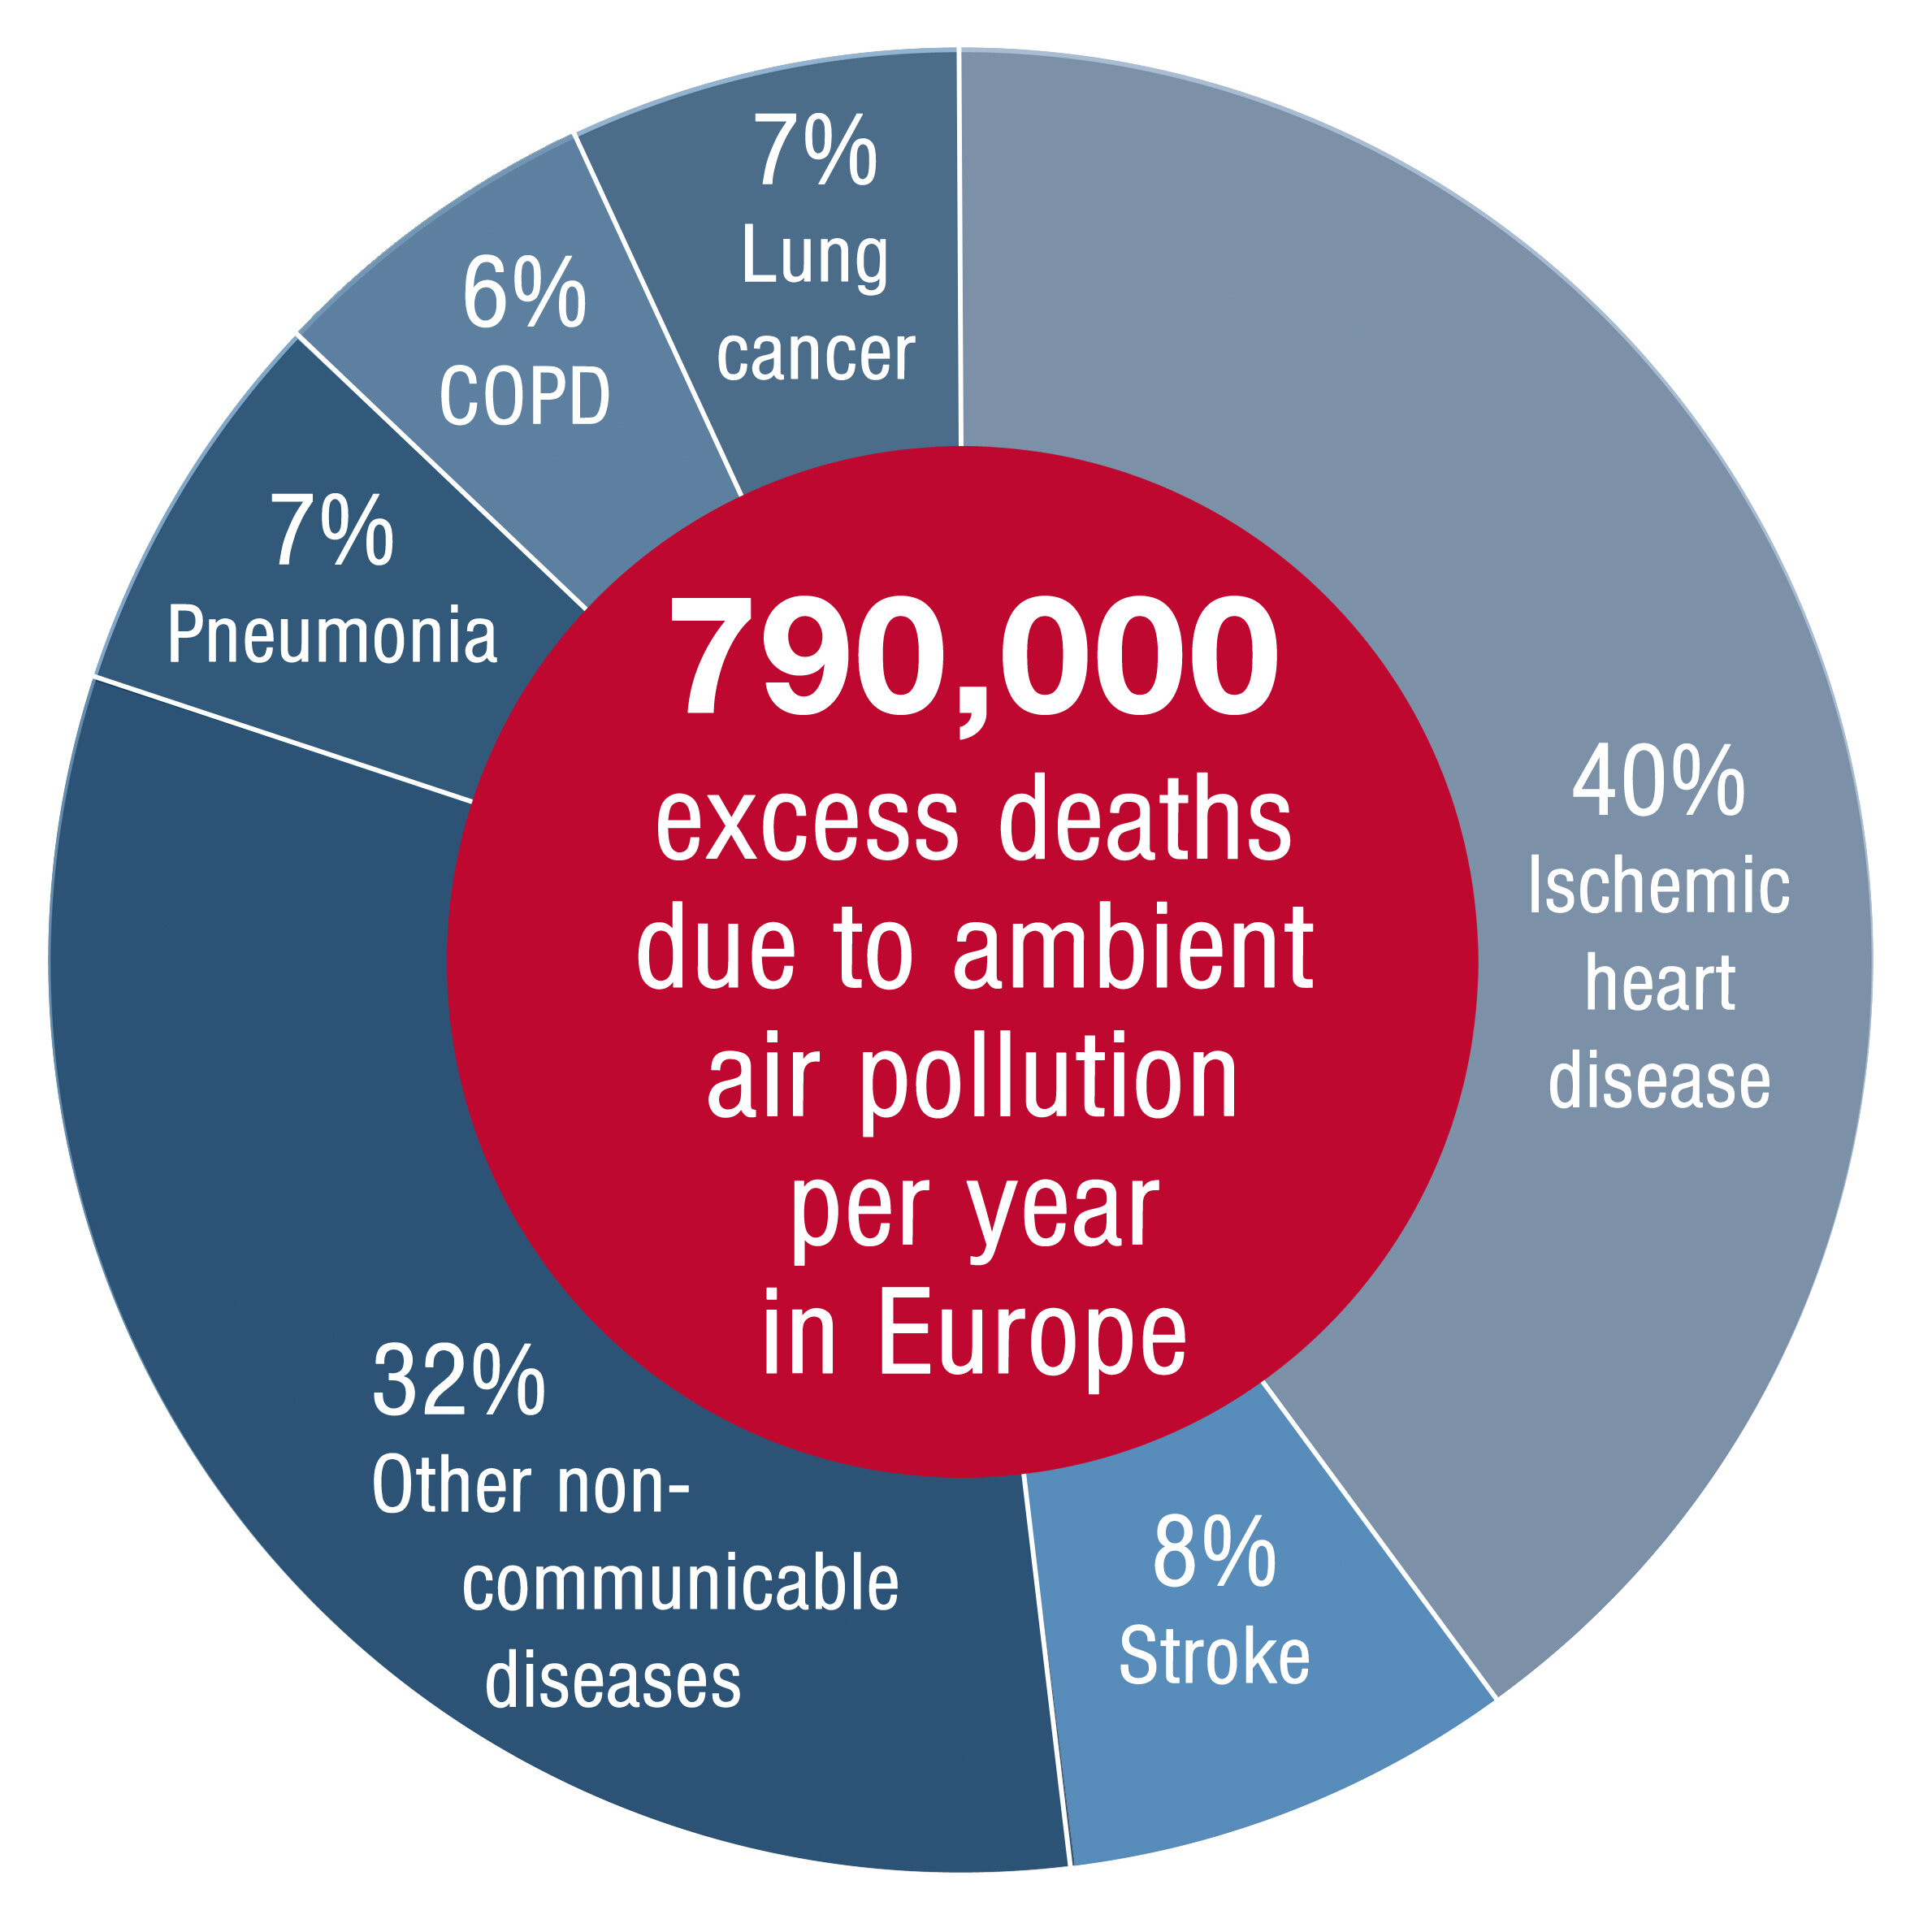 7%
Lung
cancer
6%
COPD
7%
Pneumonia
790,000
excess deaths
due to ambient
air pollution
per year
in Europe
40%
Ischemic
heart
disease
32%
Other non-
communicable
diseases
8%
Stroke